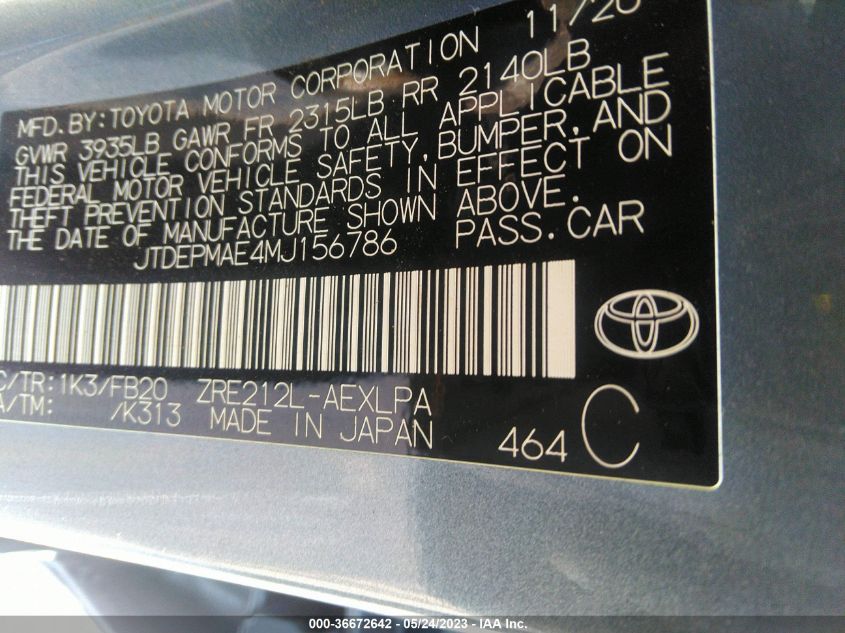 MFD.BY:TOYOTA MOTOR CORPORATION 11/20
GVWR 3935LB GAWR FR 2315LB RR 2140LB
THIS VEHICLE CONFORMS TO ALL APPLICABLE
FEDERAL MOTOR VEHICLE SAFETY,BUMPER,AND
THEFT PREVENTION STANDARDS IN EFFECT ON
THE DATE OF MANUFACTURE SHOWN ABOVE.
JTDEPMAE4MJ156786 PASS.CAR
C/TR:1K3/FB20 ZRE212L-AEXLPA
A/TM: /K313 MADE IN JAPAN 464 C
000-36672642 - 05/24/2023 - IAA Inc.